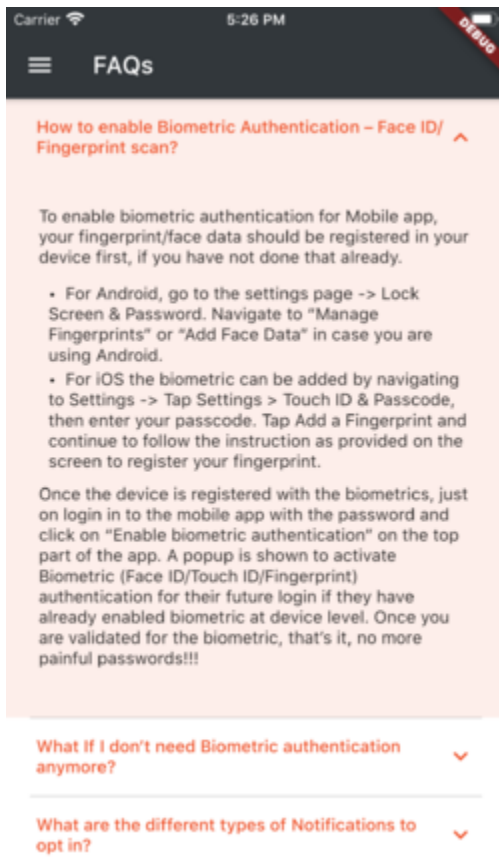 Carrier 5:26 PM
DEBUG
FAQs
How to enable Biometric Authentication – Face ID/
Fingerprint scan?
To enable biometric authentication for Mobile app,
your fingerprint/face data should be registered in your
device first, if you have not done that already.
• For Android, go to the settings page -> Lock
Screen & Password. Navigate to “Manage
Fingerprints” or “Add Face Data” in case you are
using Android.
• For iOS the biometric can be added by navigating
to Settings -> Tap Settings > Touch ID & Passcode,
then enter your passcode. Tap Add a Fingerprint and
continue to follow the instruction as provided on the
screen to register your fingerprint.
Once the device is registered with the biometrics, just
on login in to the mobile app with the password and
click on “Enable biometric authentication” on the top
part of the app. A popup is shown to activate
Biometric (Face ID/Touch ID/Fingerprint)
authentication for their future login if they have
already enabled biometric at device level. Once you
are validated for the biometric, that’s it, no more
painful passwords!!!
What If I don’t need Biometric authentication
anymore?
What are the different types of Notifications to
opt in?